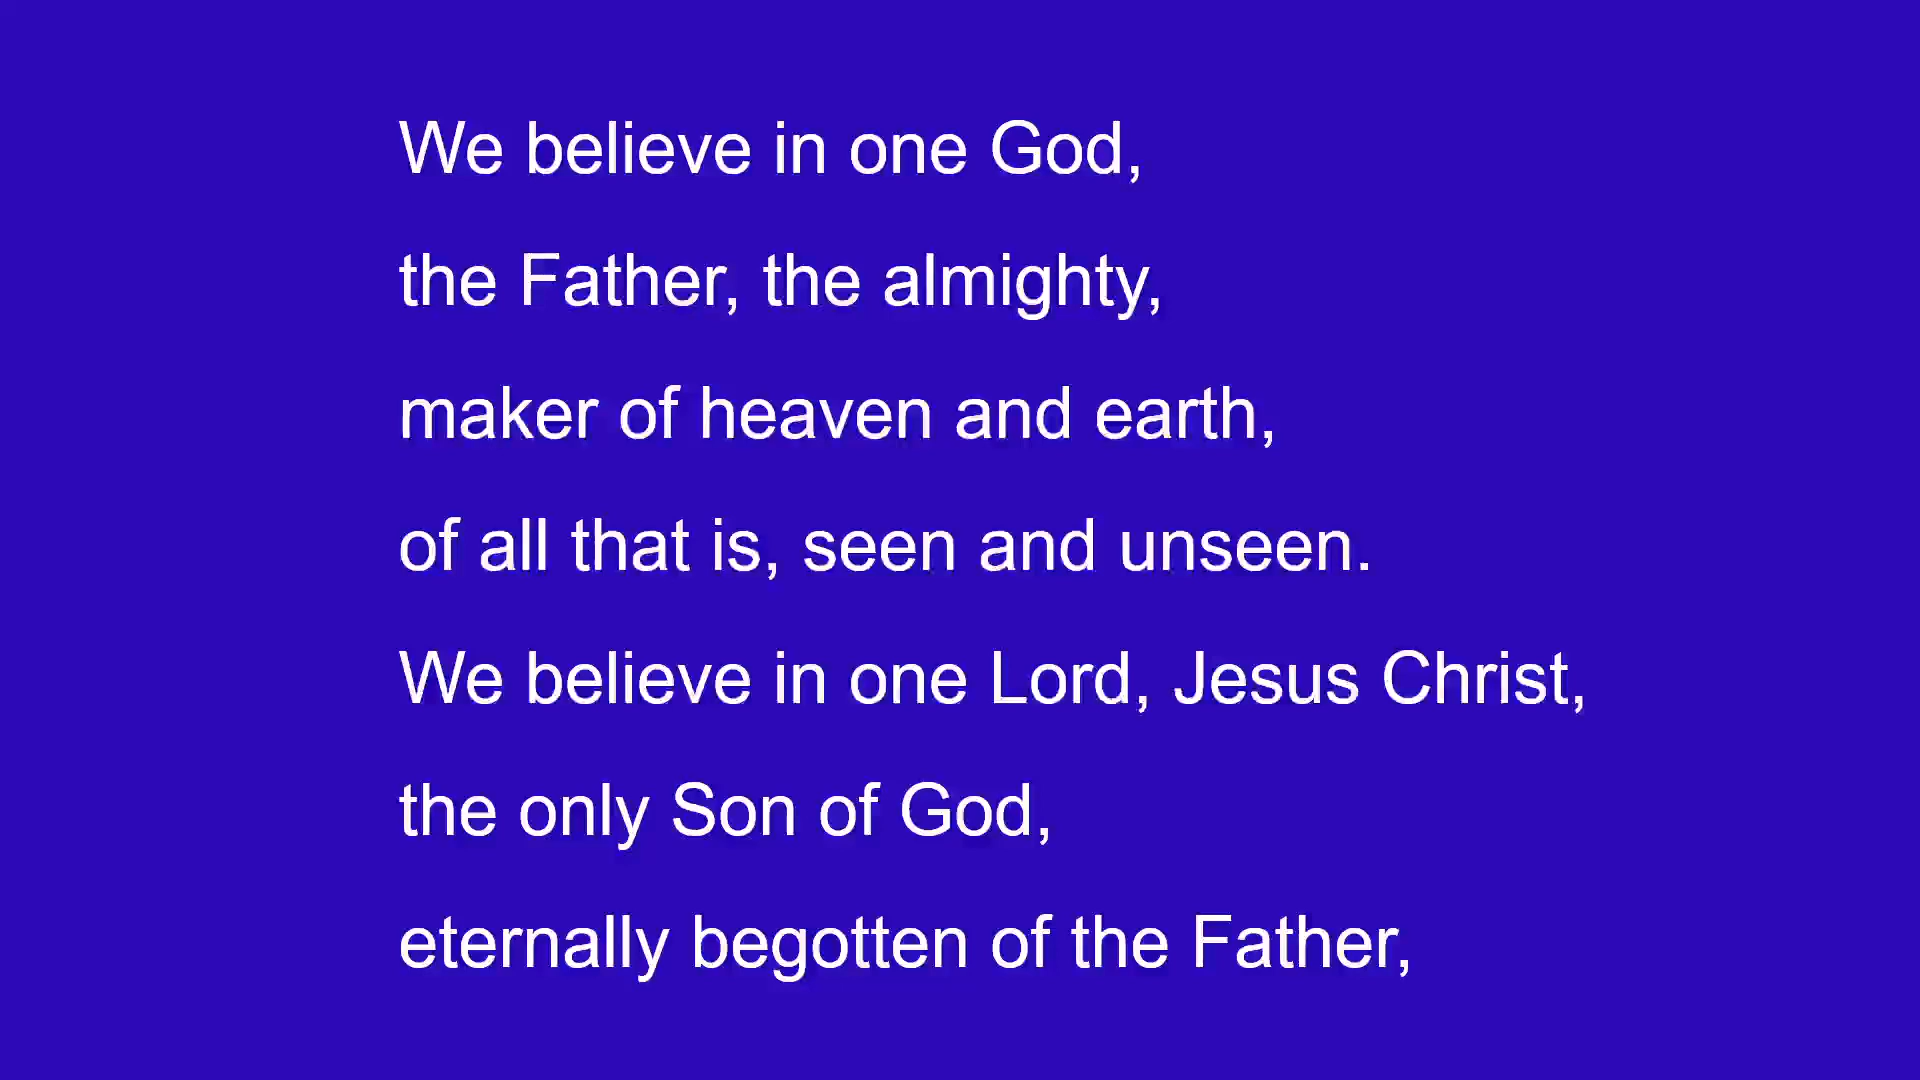 We believe in one God,
the Father, the almighty,
maker of heaven and earth,
of all that is, seen and unseen.
We believe in one Lord, Jesus Christ,
the only Son of God,
eternally begotten of the Father,